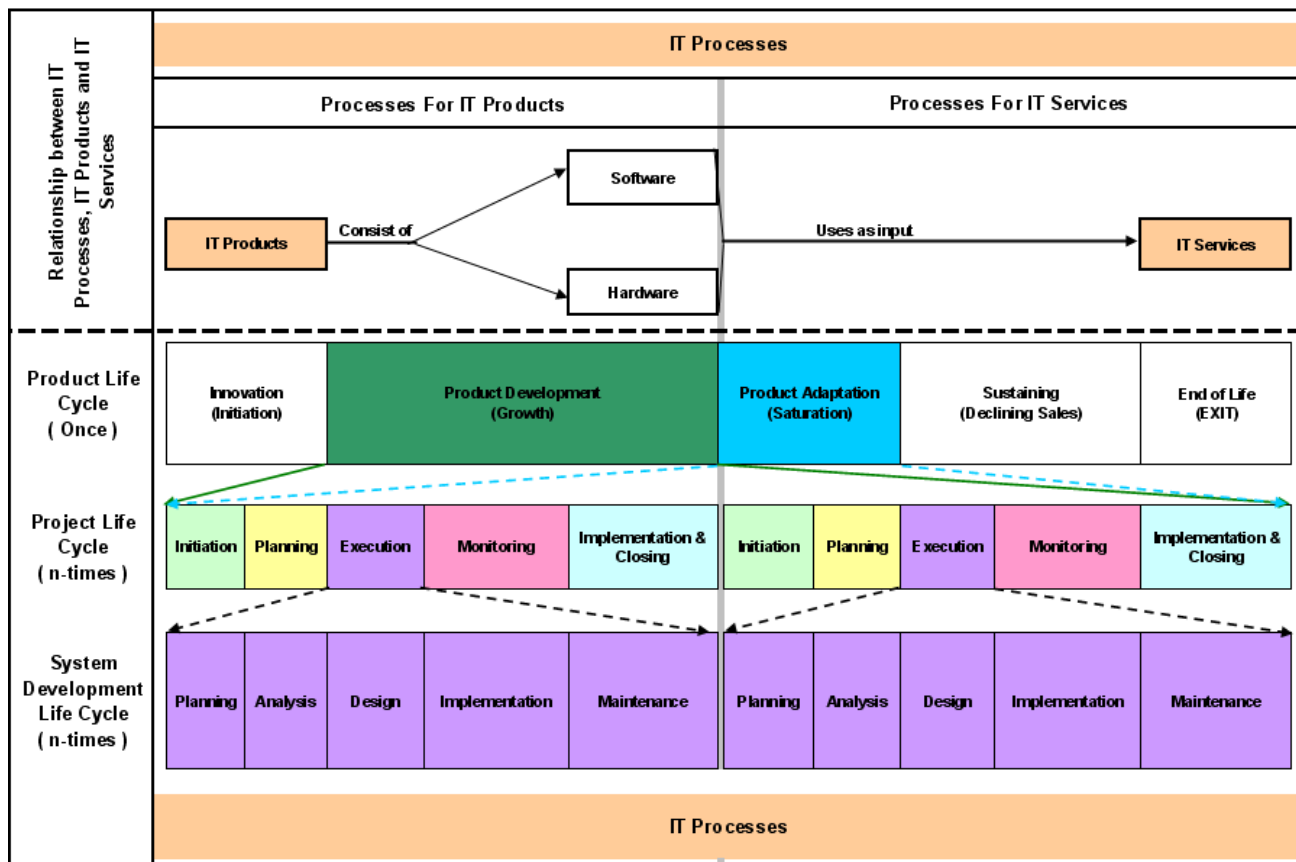 IT Processes
Relationship between IT
Processes, IT Products and IT
Services
Processes For IT Products
Processes For IT Services
Software
IT Products
Consist of
Uses as input
IT Services
Hardware
Product Life
Cycle
( Once )
Innovation
(Initiation)
Product Development
(Growth)
Product Adaptation
(Saturation)
Sustaining
(Declining Sales)
End of Life
(EXIT)
Project Life
Cycle
( n-times )
Initiation
Planning
Execution
Monitoring
Implementation &
Closing
Initiation
Planning
Execution
Monitoring
Implementation &
Closing
System
Development
Life Cycle
( n-times )
Planning
Analysis
Design
Implementation
Maintenance
Planning
Analysis
Design
Implementation
Maintenance
IT Processes